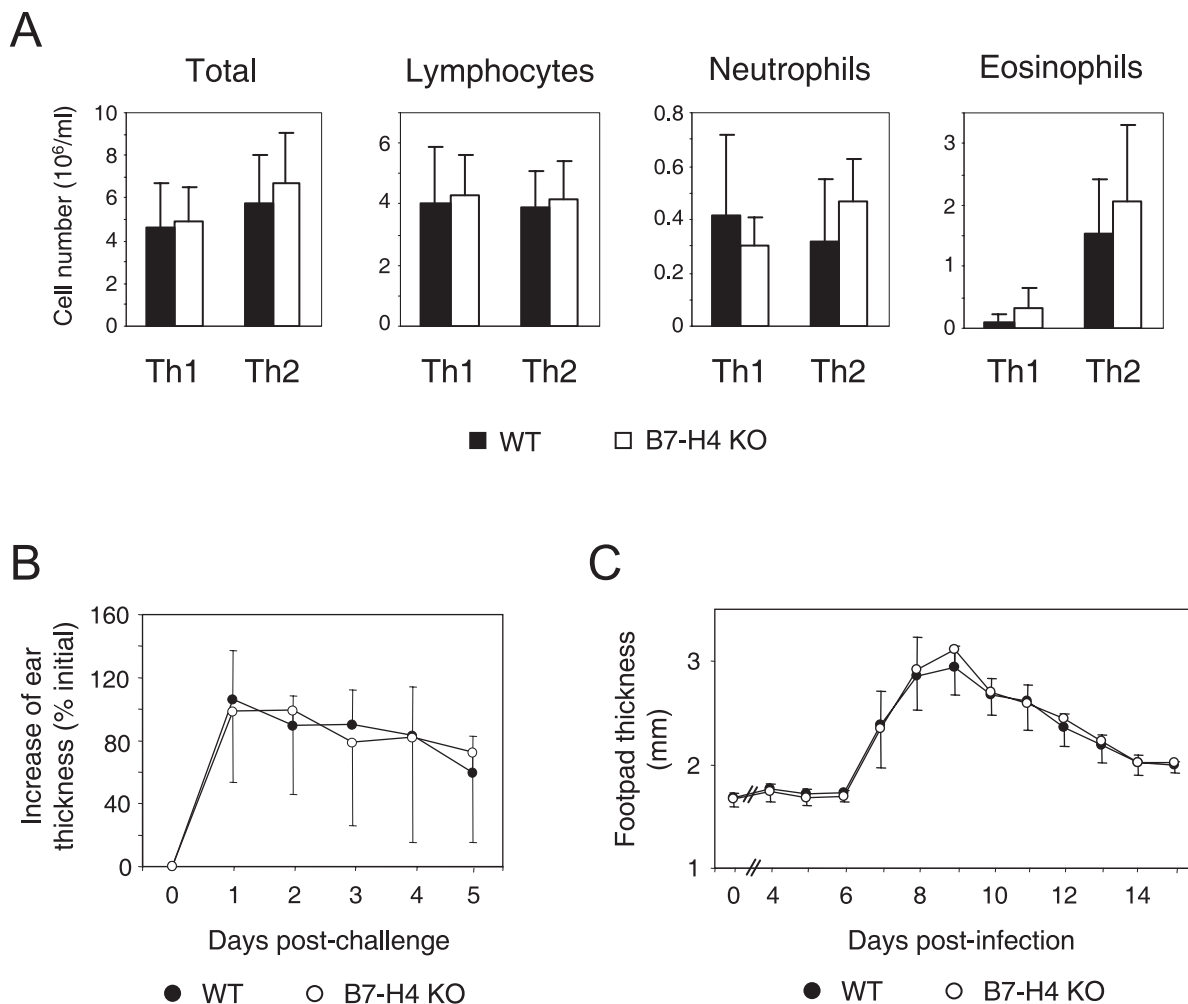 A
Total
Lymphocytes
Neutrophils
Eosinophils
Cell number (10⁶/ml)
10
8
6
4
2
0
Th1 Th2
6
4
2
0
Th1 Th2
0.8
0.6
0.4
0.2
0
Th1 Th2
3
2
1
0
Th1 Th2
WT B7-H4 KO
B
Increase of ear
thickness (% initial)
160
120
80
40
0
0 1 2 3 4 5
Days post-challenge
WT B7-H4 KO
C
Footpad thickness
(mm)
3
2
1
0 4 6 8 10 12 14
Days post-infection
WT B7-H4 KO